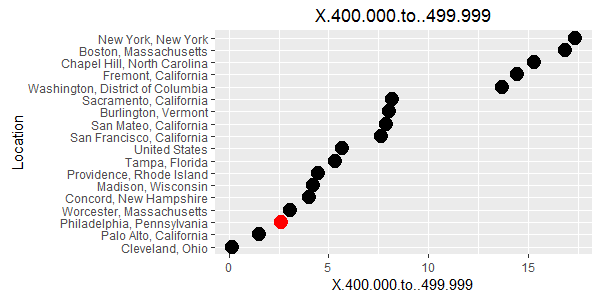 X.400.000.to..499.999
Location
New York, New York
Boston, Massachusetts
Chapel Hill, North Carolina
Fremont, California
Washington, District of Columbia
Sacramento, California
Burlington, Vermont
San Mateo, California
San Francisco, California
United States
Tampa, Florida
Providence, Rhode Island
Madison, Wisconsin
Concord, New Hampshire
Worcester, Massachusetts
Philadelphia, Pennsylvania
Palo Alto, California
Cleveland, Ohio
0 5 10 15
X.400.000.to..499.999